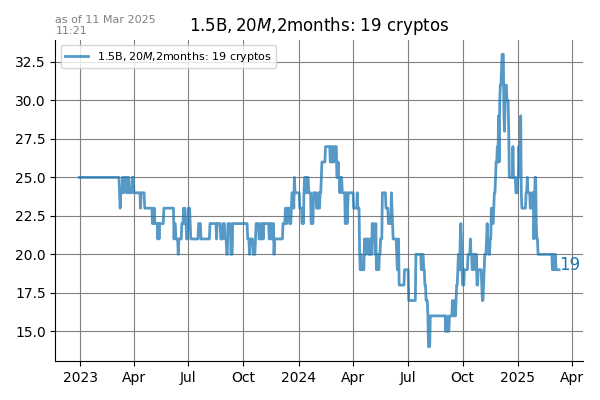 as of 11 Mar 2025
11:21
1.5B, 20M,2months: 19 cryptos
1.5B, 20M,2months: 19 cryptos
32.5
30.0
27.5
25.0
22.5
20.0
17.5
15.0
19
2023 Apr Jul Oct 2024 Apr Jul Oct 2025 Apr